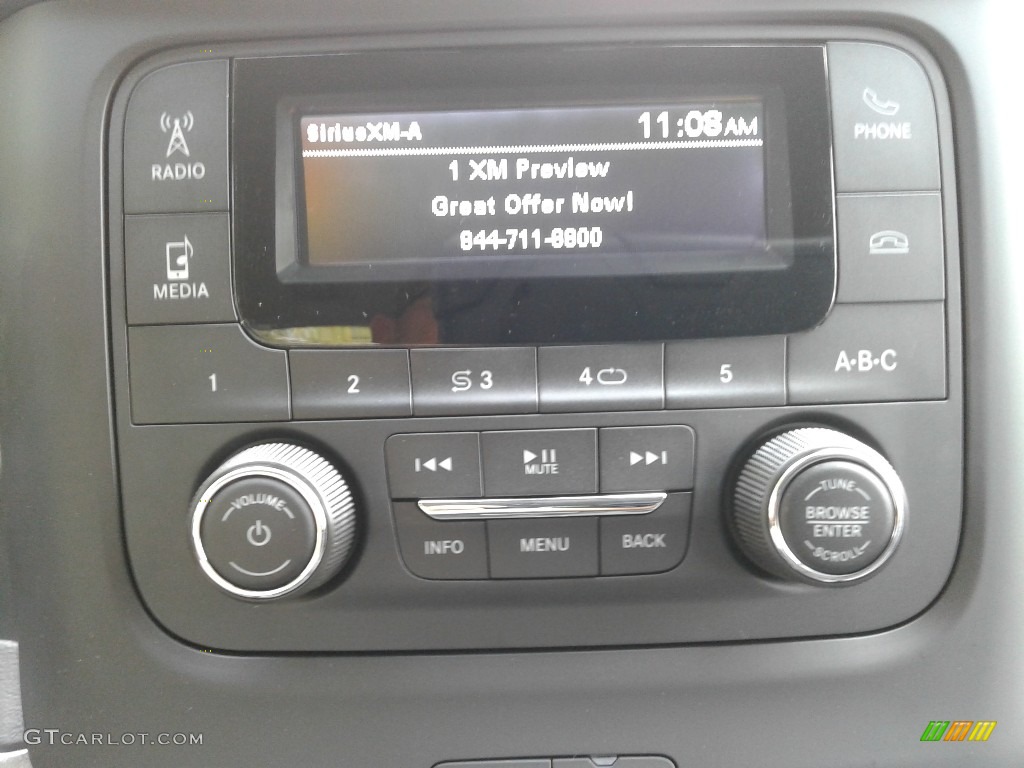 SiriusXM-A 11:08AM
1 XM Preview
Great Offer Now!
844-711-8800
RADIO
MEDIA
PHONE
1 2 3 4 5 A·B·C
VOLUME
MUTE
INFO MENU BACK
TUNE
BROWSE
ENTER
SCROLL
GTCARLOT.COM